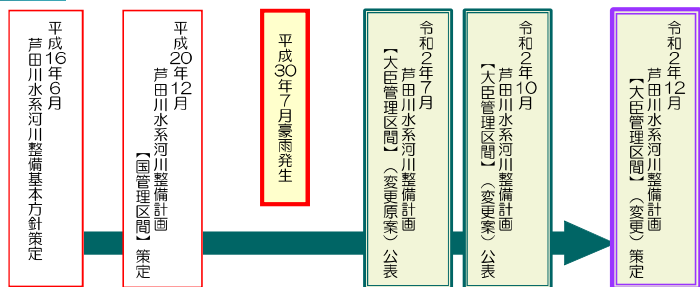 平成16年6月
芦田川水系河川整備基本方針策定
平成20年12月
芦田川水系河川整備計画
【国管理区間】策定
平成30年7月豪雨発生
令和2年7月
芦田川水系河川整備計画
【大臣管理区間】（変更原案）公表
令和2年10月
芦田川水系河川整備計画
【大臣管理区間】（変更案）公表
令和2年12月
芦田川水系河川整備計画
【大臣管理区間】（変更）策定